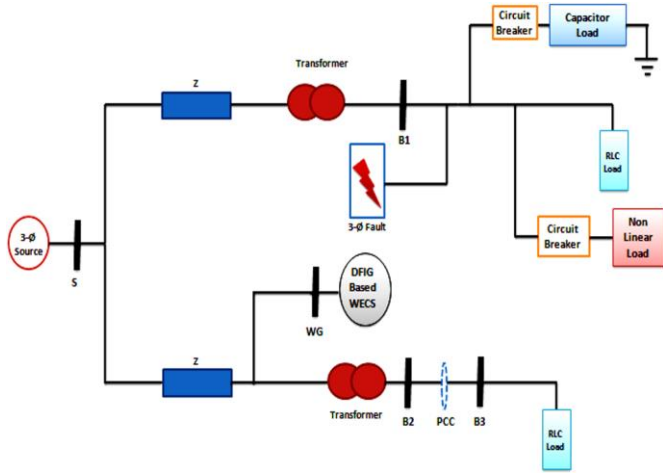 Circuit
Breaker
Capacitor
Load
Transformer
Z
B1
RLC
Load
3-Ø Fault
Circuit
Breaker
Non
Linear
Load
3-Ø
Source
S
DFIG
Based
WECS
WG
Z
Transformer
B2
PCC
B3
RLC
Load